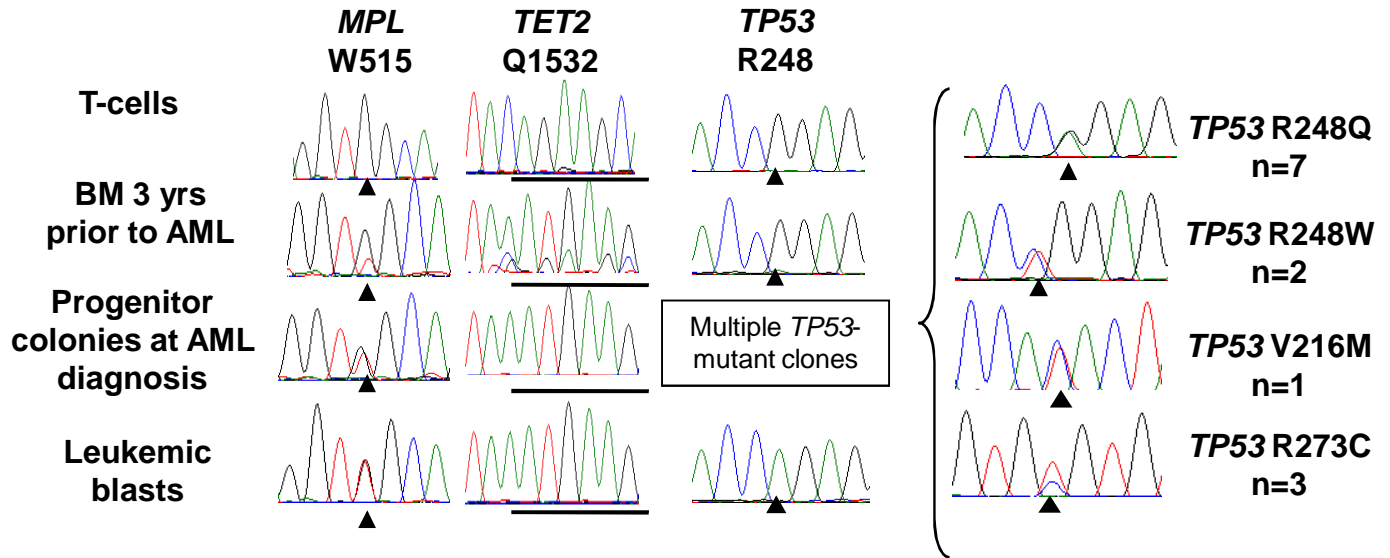 MPL
W515
TET2
Q1532
TP53
R248
T-cells
BM 3 yrs
prior to AML
Progenitor
colonies at AML
diagnosis
Leukemic
blasts
Multiple TP53-
mutant clones
TP53 R248Q
n=7
TP53 R248W
n=2
TP53 V216M
n=1
TP53 R273C
n=3